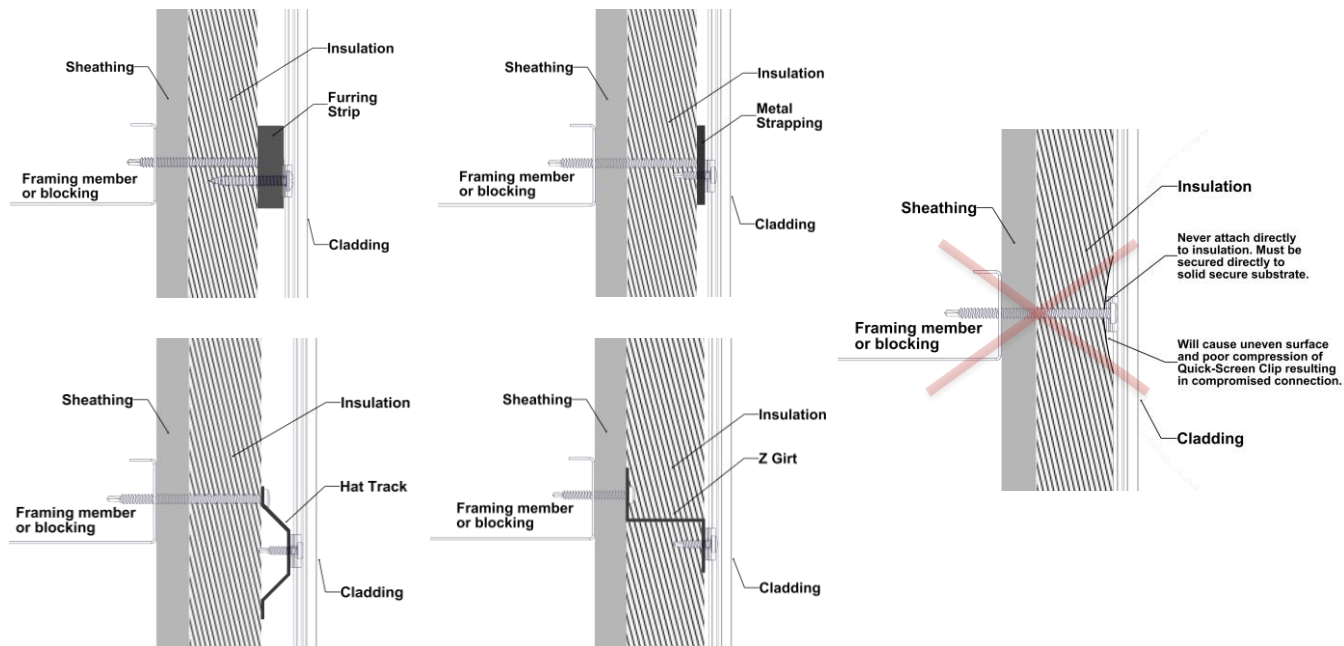 Insulation
Sheathing
Furring
Strip
Framing member
or blocking
Cladding
Sheathing
Insulation
Metal
Strapping
Framing member
or blocking
Cladding
Sheathing
Insulation
Hat Track
Framing member
or blocking
Cladding
Sheathing
Insulation
Z Girt
Framing member
or blocking
Cladding
Insulation
Sheathing
Never attach directly
to insulation. Must be
secured directly to
solid secure substrate.
Framing member
or blocking
Will cause uneven surface
and poor compression of
Quick-Screen Clip resulting
in compromised connection.
Cladding